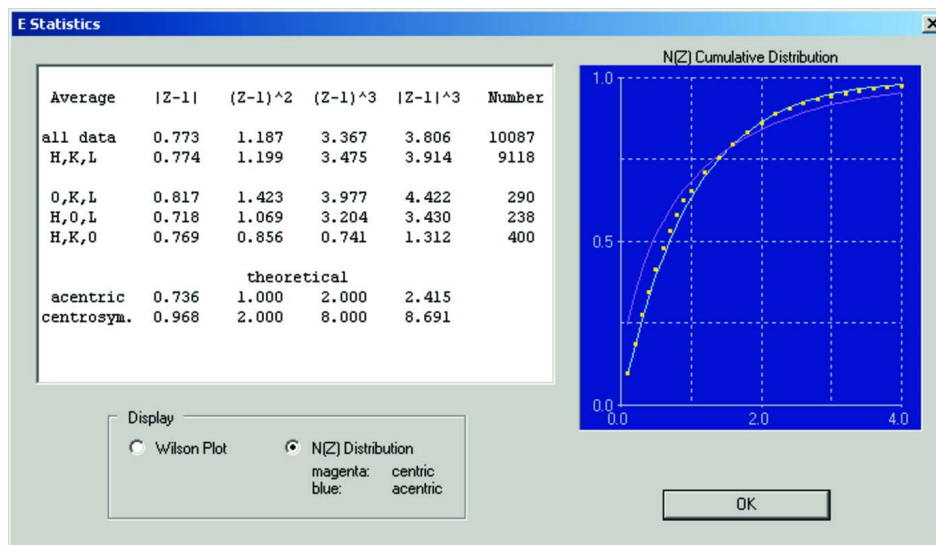 E Statistics
Average |Z-1| (Z-1)^2 (Z-1)^3 |Z-1|^3 Number
all data 0.773 1.187 3.367 3.806 10087
H,K,L 0.774 1.199 3.475 3.914 9118
0,K,L 0.817 1.423 3.977 4.422 290
H,0,L 0.718 1.069 3.204 3.430 238
H,K,0 0.769 0.856 0.741 1.312 400
theoretical
acentric 0.736 1.000 2.000 2.415
centrosym. 0.968 2.000 8.000 8.691
N(Z) Cumulative Distribution
1.0
0.5
0.0
0.0 2.0 4.0
Display
Wilson Plot
N(Z) Distribution
magenta: centric
blue: acentric
OK